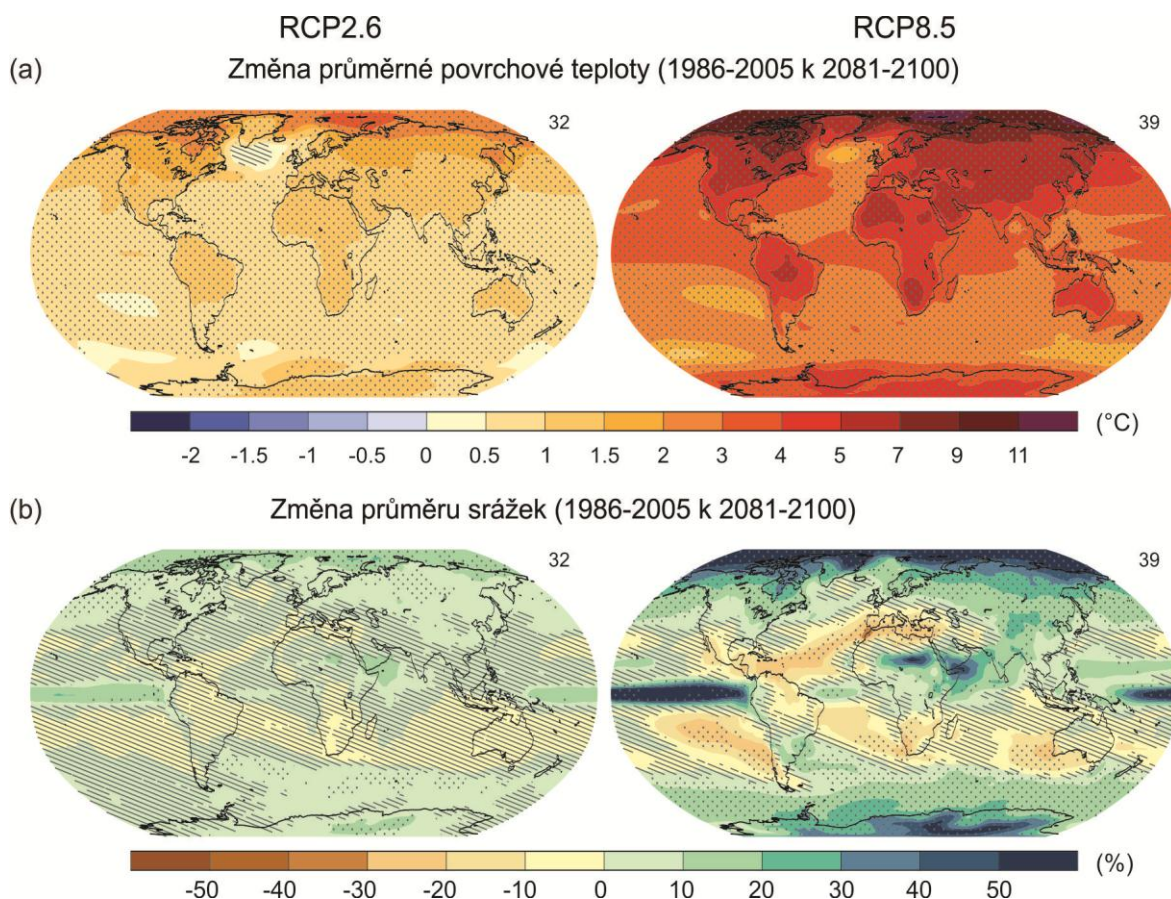 RCP2.6 RCP8.5
(a) Změna průměrné povrchové teploty (1986-2005 k 2081-2100)
32 39
(°C)
-2 -1.5 -1 -0.5 0 0.5 1 1.5 2 3 4 5 7 9 11
(b) Změna průměru srážek (1986-2005 k 2081-2100)
32 39
(%)
-50 -40 -30 -20 -10 0 10 20 30 40 50